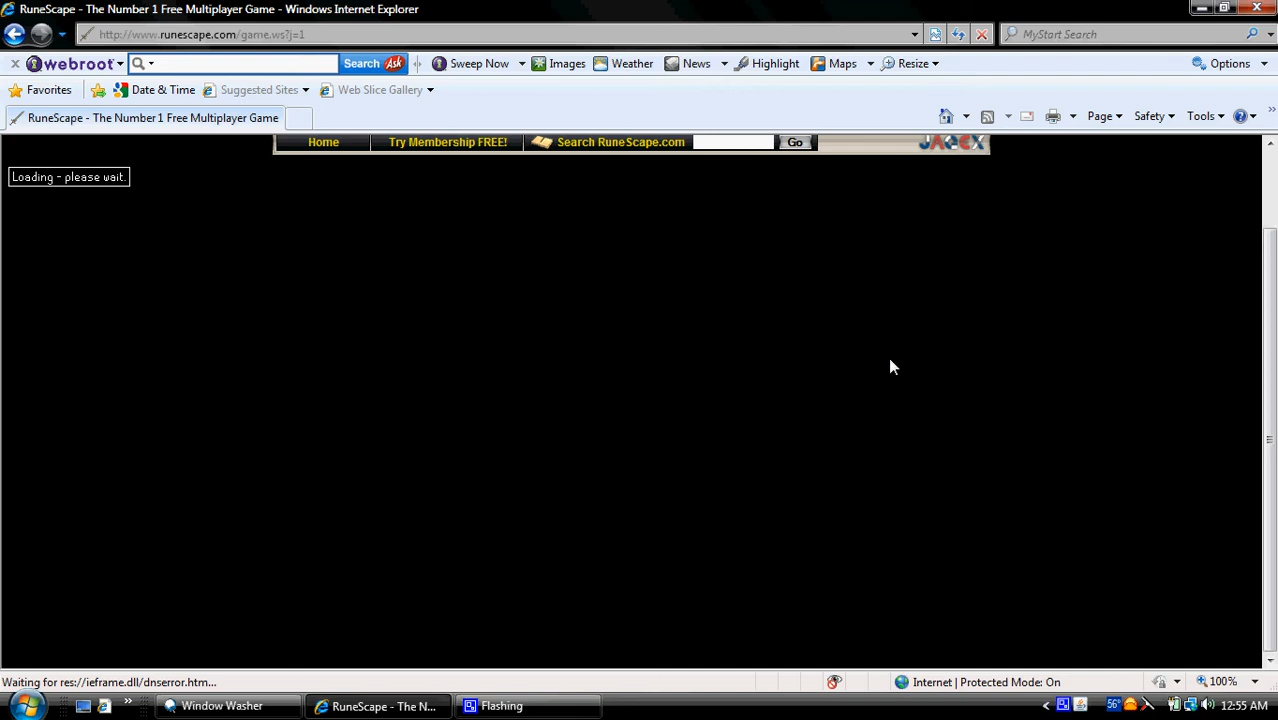 RuneScape - The Number 1 Free Multiplayer Game - Windows Internet Explorer
http://www.runescape.com/game.ws?j=1
MyStart Search
x webroot Search Ask Sweep Now Images Weather News Highlight Maps Resize Options
Favorites Date & Time Suggested Sites Web Slice Gallery
RuneScape - The Number 1 Free Multiplayer Game Page Safety Tools
Home Try Membership FREE! Search RuneScape.com Go JAGEX
Loading - please wait.
Waiting for res://ieframe.dll/dnserror.htm... Internet | Protected Mode: On 100%
Window Washer RuneScape - The N... Flashing 56° 12:55 AM